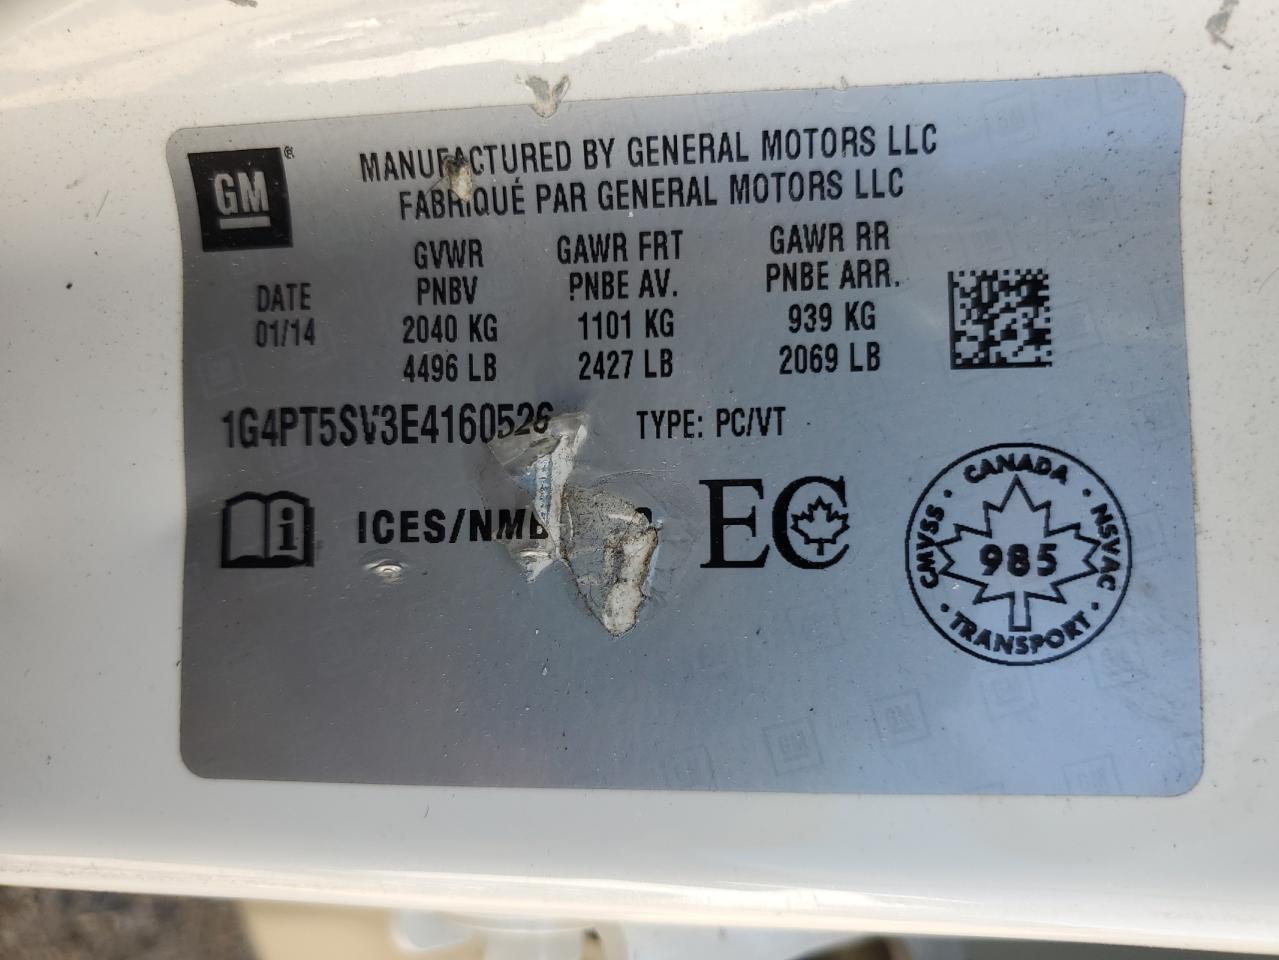 GM ®
MANUFACTURED BY GENERAL MOTORS LLC
FABRIQUÉ PAR GENERAL MOTORS LLC
GVWR GAWR FRT GAWR RR
DATE PNBV PNBE AV. PNBE ARR.
01/14 2040 KG 1101 KG 939 KG
4496 LB 2427 LB 2069 LB
1G4PT5SV3E4160526 TYPE: PC/VT
ICES/NMB EC
CANADA
CMVSS 985 NSVAC
TRANSPORT